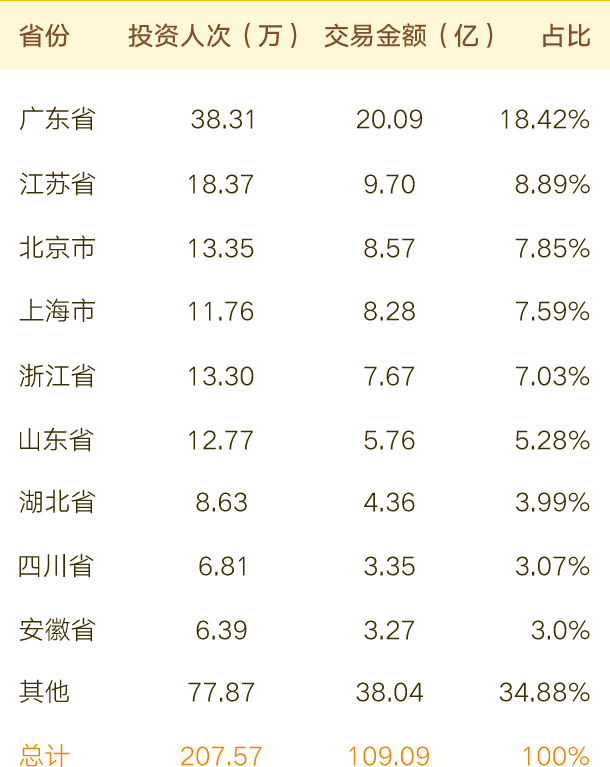 省份 投资人次（万） 交易金额（亿） 占比
广东省 38.31 20.09 18.42%
江苏省 18.37 9.70 8.89%
北京市 13.35 8.57 7.85%
上海市 11.76 8.28 7.59%
浙江省 13.30 7.67 7.03%
山东省 12.77 5.76 5.28%
湖北省 8.63 4.36 3.99%
四川省 6.81 3.35 3.07%
安徽省 6.39 3.27 3.0%
其他 77.87 38.04 34.88%
总计 207.57 109.09 100%